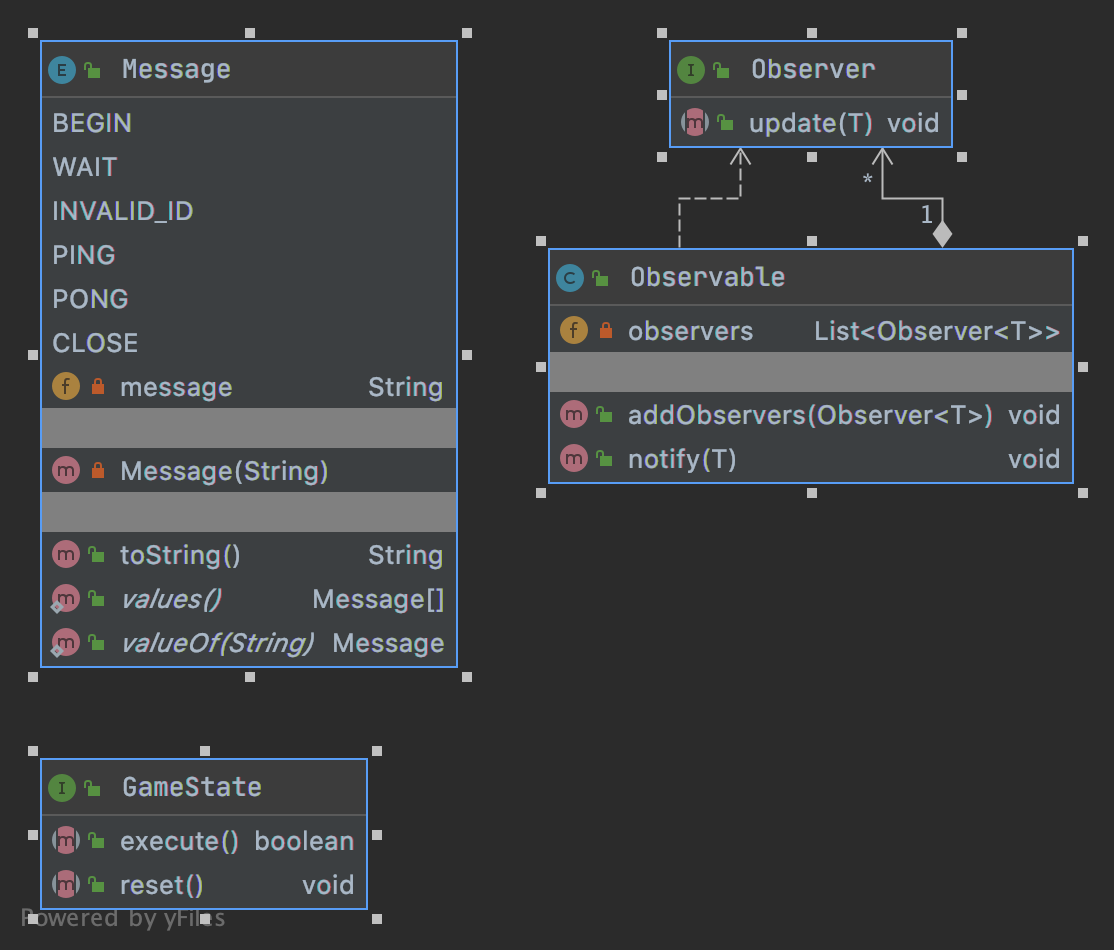 Message
BEGIN
WAIT
INVALID_ID
PING
PONG
CLOSE
f message String
m Message(String)
m toString() String
m values() Message[]
m valueOf(String) Message
E
I Observer
m update(T) void
*
1
C Observable
f observers List<Observer<T>>
m addObservers(Observer<T>) void
m notify(T) void
I GameState
m execute() boolean
m reset() void
Powered by yFiles